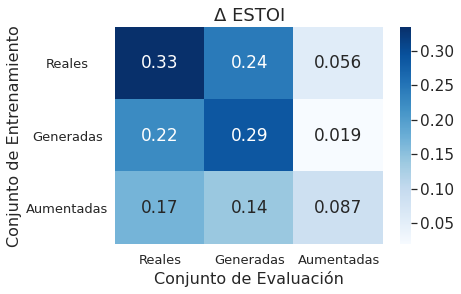 Δ ESTOI
Conjunto de Entrenamiento
Reales
0.33 0.24 0.056
Generadas
0.22 0.29 0.019
Aumentadas
0.17 0.14 0.087
Reales Generadas Aumentadas
Conjunto de Evaluación
0.30
0.25
0.20
0.15
0.10
0.05